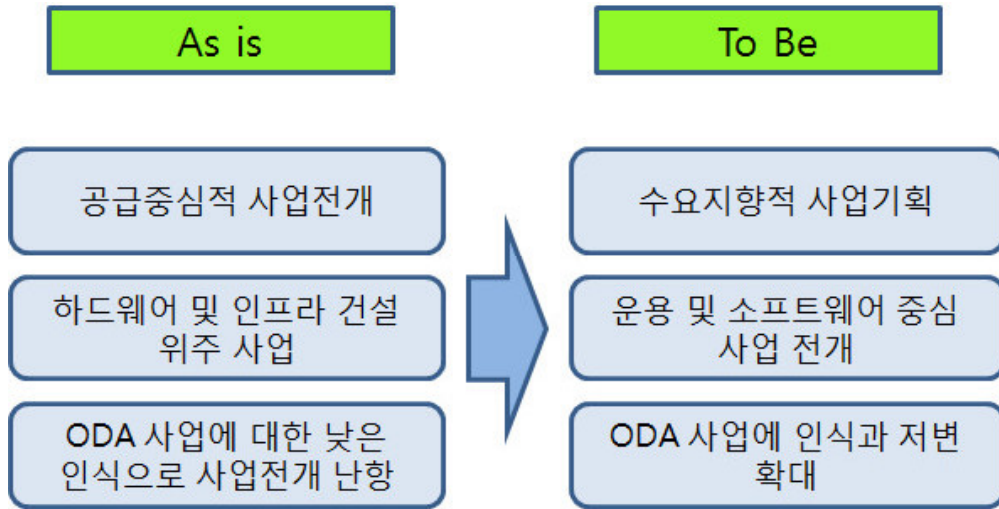 As is
To Be
공급중심적 사업전개
수요지향적 사업기획
하드웨어 및 인프라 건설
위주 사업
운용 및 소프트웨어 중심
사업 전개
ODA 사업에 대한 낮은
인식으로 사업전개 난항
ODA 사업에 인식과 저변
확대